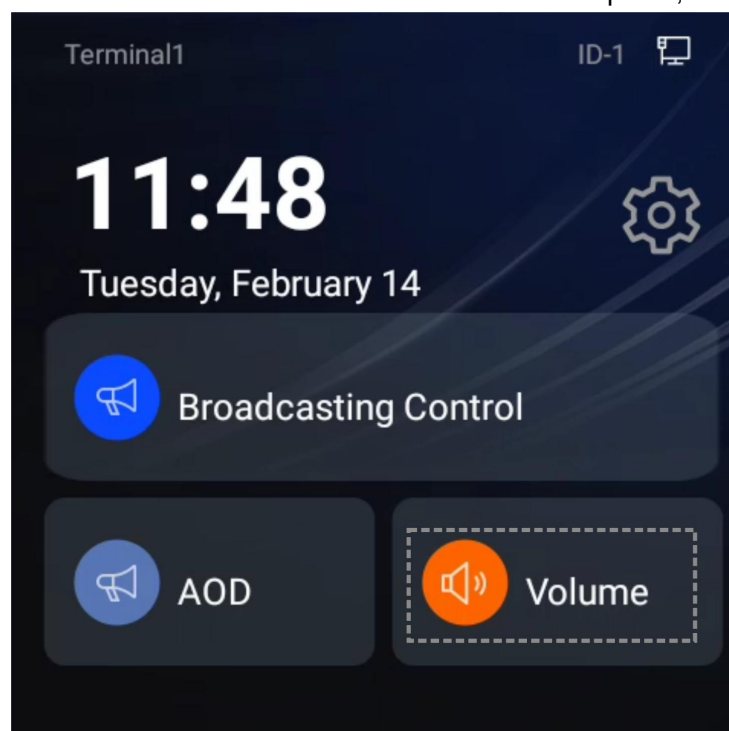 Terminal1 ID-1
11:48
Tuesday, February 14
Broadcasting Control
AOD Volume